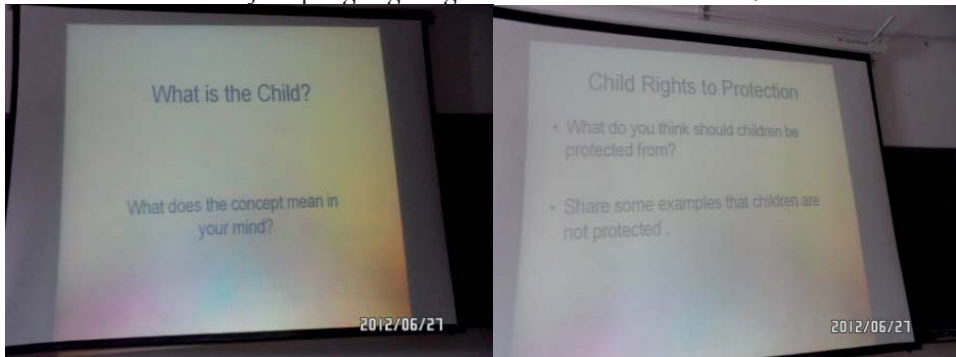 What is the Child?
What does the concept mean in
your mind?
2012/06/27
Child Rights to Protection
• What do you think should children be
protected from?
• Share some examples that children are
not protected .
2012/06/27